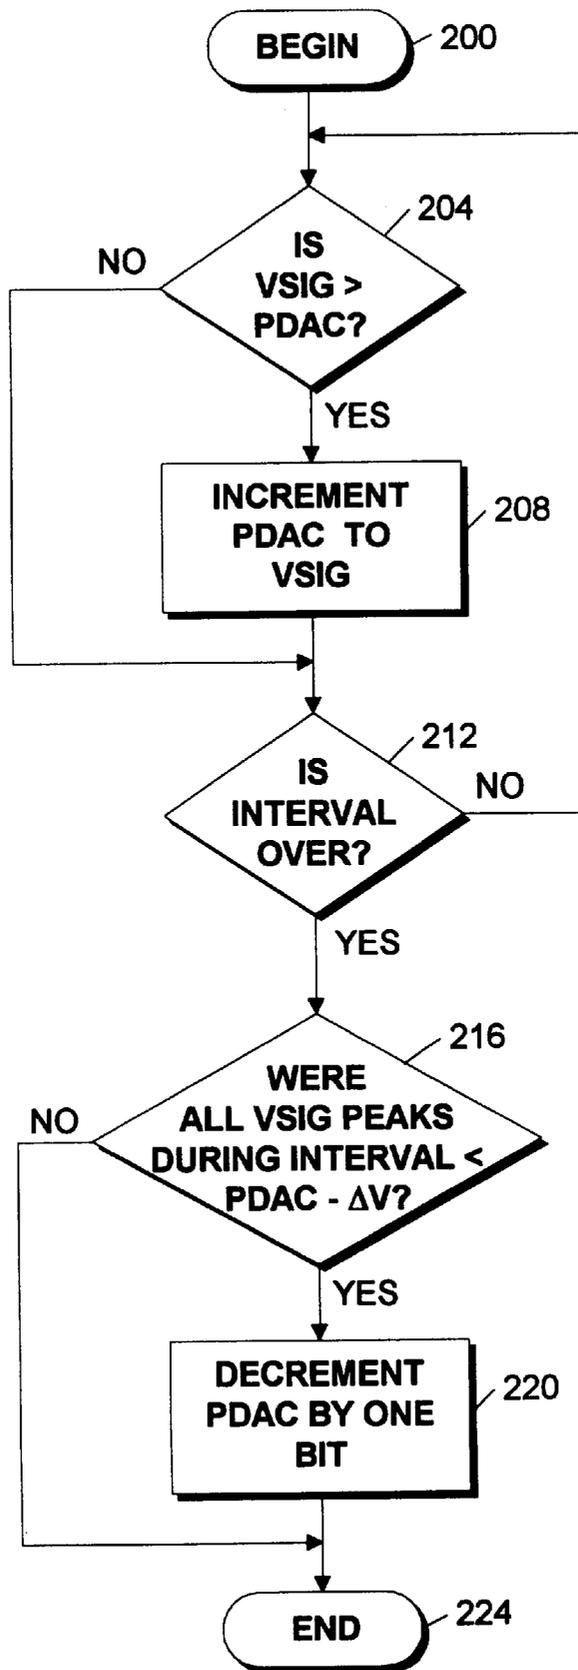 BEGIN
200
204
IS
VSIG >
PDAC?
NO
YES
INCREMENT
PDAC TO
VSIG
208
212
IS
INTERVAL
OVER?
NO
YES
216
WERE
ALL VSIG PEAKS
DURING INTERVAL <
PDAC - ΔV?
NO
YES
DECREMENT
PDAC BY ONE
BIT
220
END
224